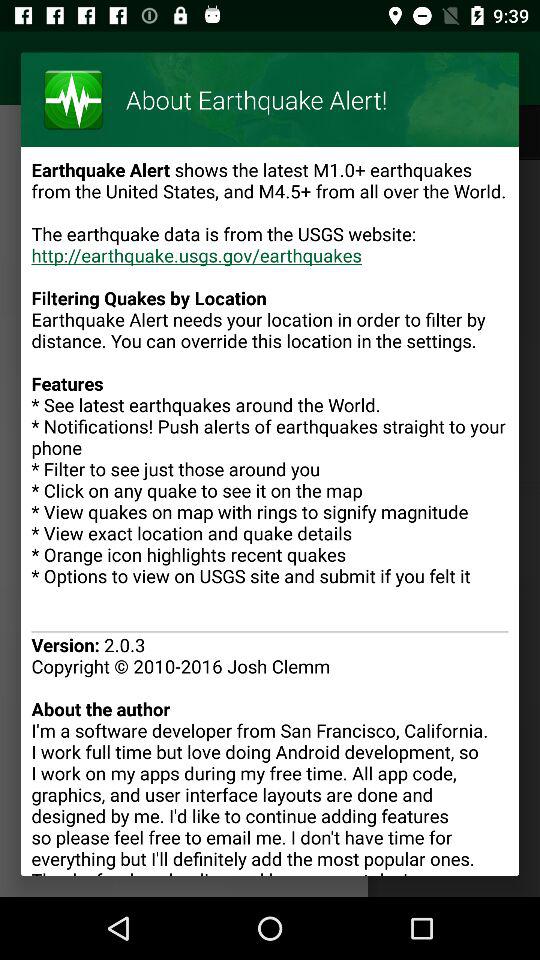 9:39
About Earthquake Alert!
Earthquake Alert shows the latest M1.0+ earthquakes
from the United States, and M4.5+ from all over the World.
The earthquake data is from the USGS website:
http://earthquake.usgs.gov/earthquakes
Filtering Quakes by Location
Earthquake Alert needs your location in order to filter by
distance. You can override this location in the settings.
Features
* See latest earthquakes around the World.
* Notifications! Push alerts of earthquakes straight to your
phone
* Filter to see just those around you
* Click on any quake to see it on the map
* View quakes on map with rings to signify magnitude
* View exact location and quake details
* Orange icon highlights recent quakes
* Options to view on USGS site and submit if you felt it
Version: 2.0.3
Copyright © 2010-2016 Josh Clemm
About the author
I'm a software developer from San Francisco, California.
I work full time but love doing Android development, so
I work on my apps during my free time. All app code,
graphics, and user interface layouts are done and
designed by me. I'd like to continue adding features
so please feel free to email me. I don't have time for
everything but I'll definitely add the most popular ones.